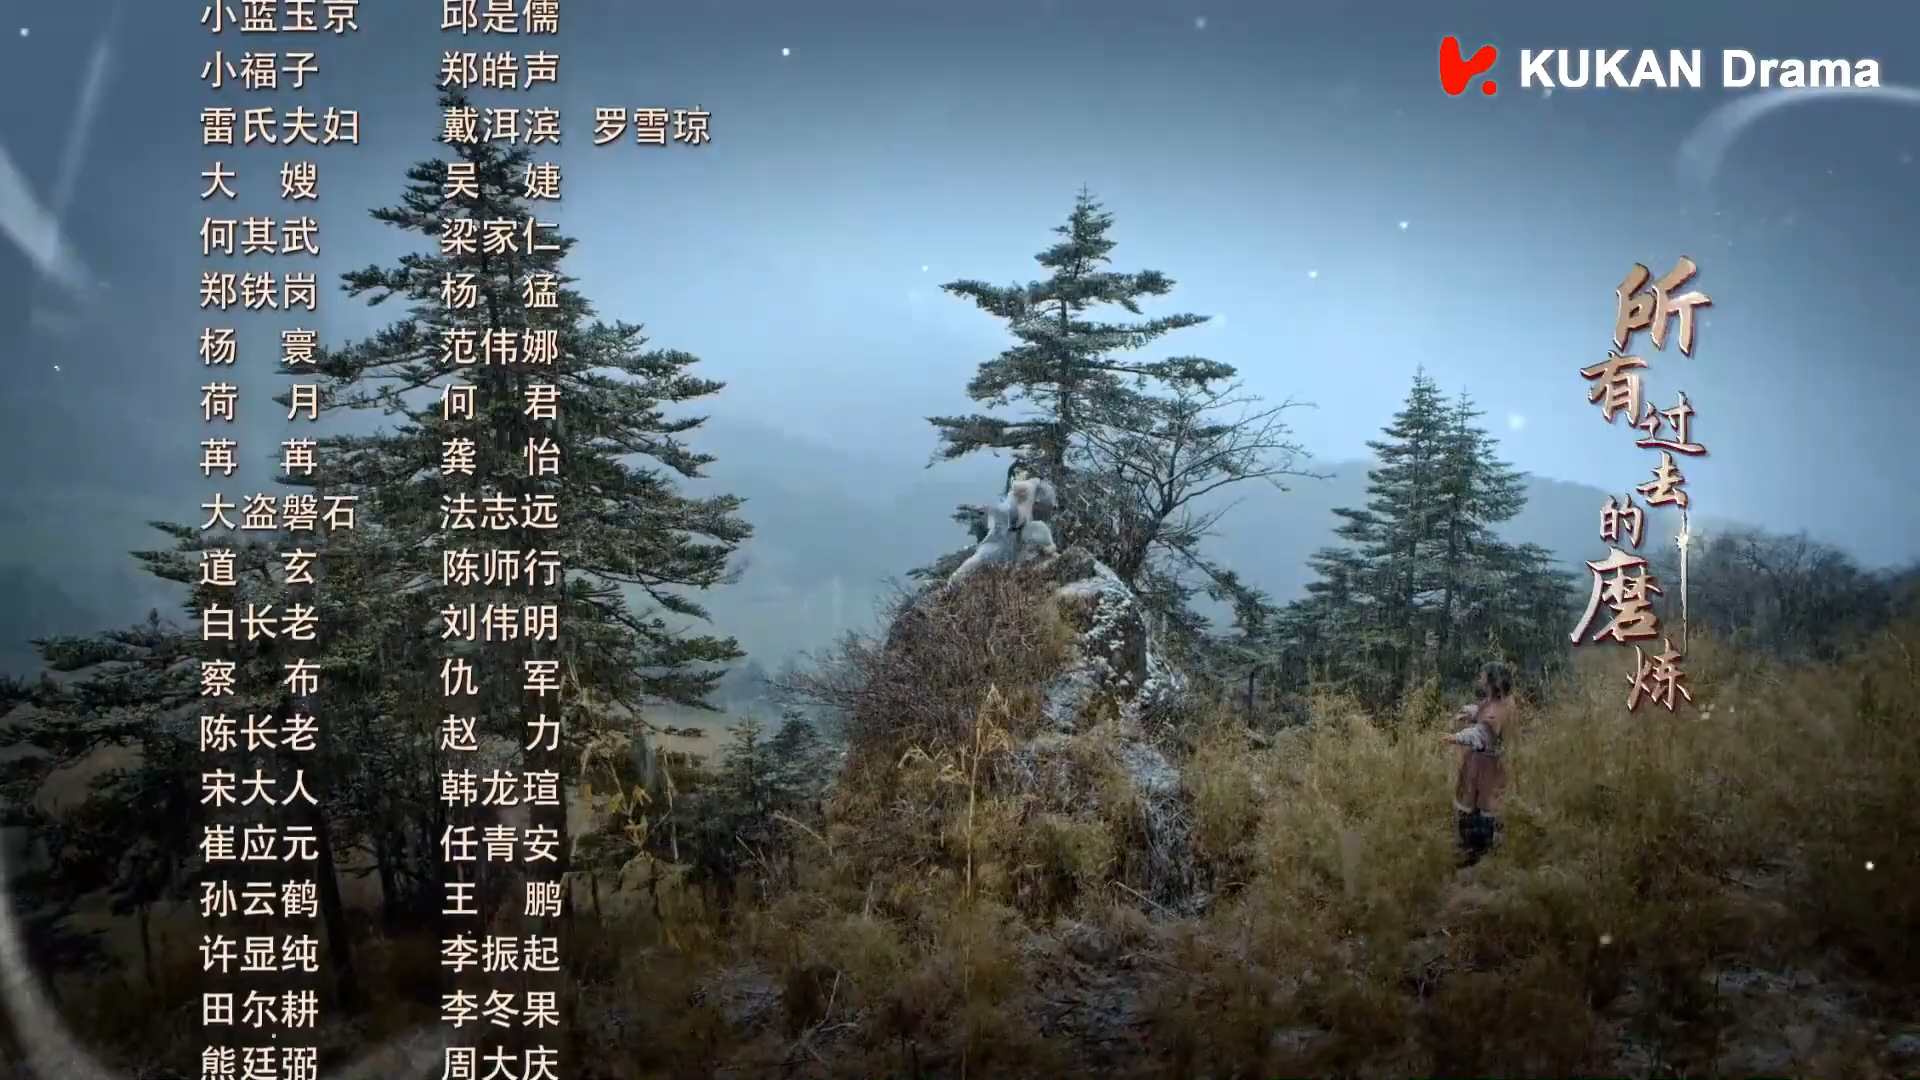 小蓝玉京 邱是儒
小福子 郑皓声
雷氏夫妇 戴洱滨 罗雪琼
大嫂 吴婕
何其武 梁家仁
郑铁岗 杨猛
杨寰 范伟娜
荷月 何君
苒苒 龚怡
大盗磐石 法志远
道玄 陈师行
白长老 刘伟明
察布 仇军
陈长老 赵力
宋大人 韩龙瑄
崔应元 任青安
孙云鹤 王鹏
许显纯 李振起
田尔耕 李冬果
熊廷弼 周大庆
KUKAN Drama
所有过去的磨炼